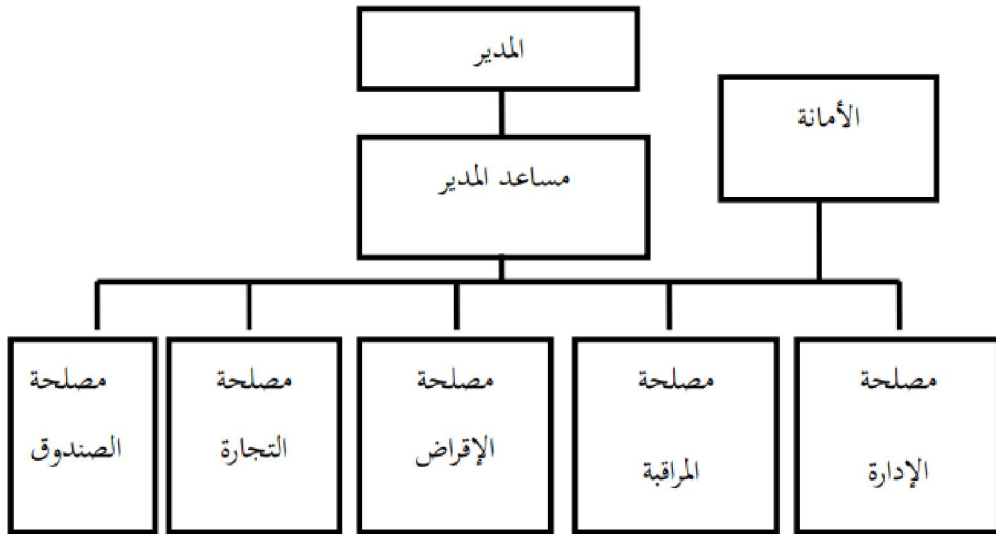 المدير
الأمانة
مساعد المدير
مصلحة
الإدارة
مصلحة
المراقبة
مصلحة
الإقراض
مصلحة
التجارة
مصلحة
الصندوق